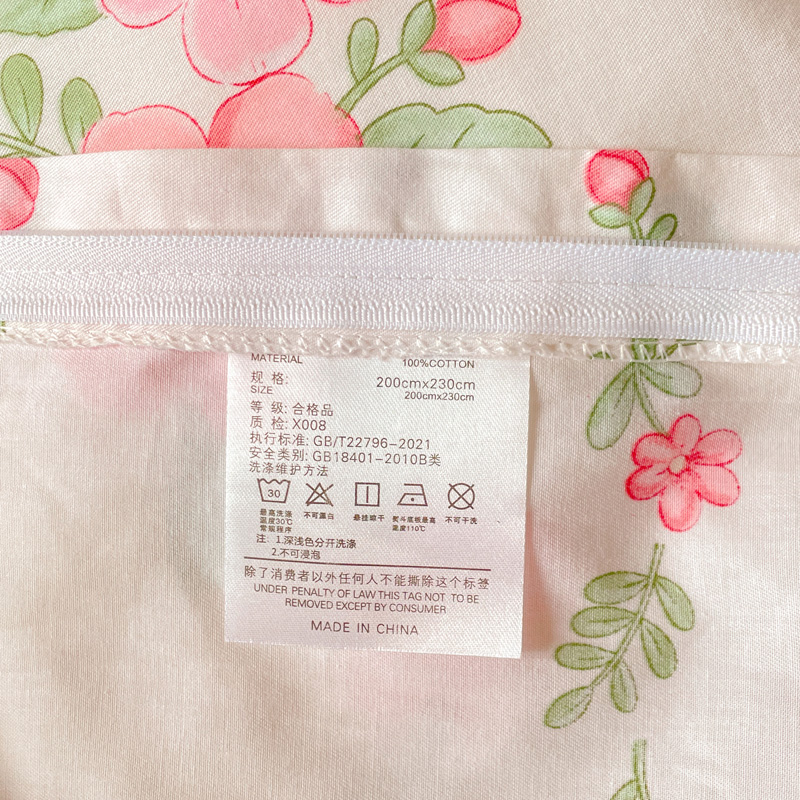 MATERIAL 100%COTTON
规 格: 200cmx230cm
SIZE 200cmx230cm
等 级: 合格品
质 检: X008
执行标准: GB/T22796-2021
安全类别: GB18401-2010B类
洗涤维护方法
30
最高洗涤温度30℃常规程序
不可漂白
悬挂晾干
熨斗底板最高温度110℃
不可干洗
注: 1.深浅色分开洗涤
2.不可浸泡
除了消费者以外任何人不能撕除这个标签
UNDER PENALTY OF LAW THIS TAG NOT TO BE
REMOVED EXCEPT BY CONSUMER
MADE IN CHINA